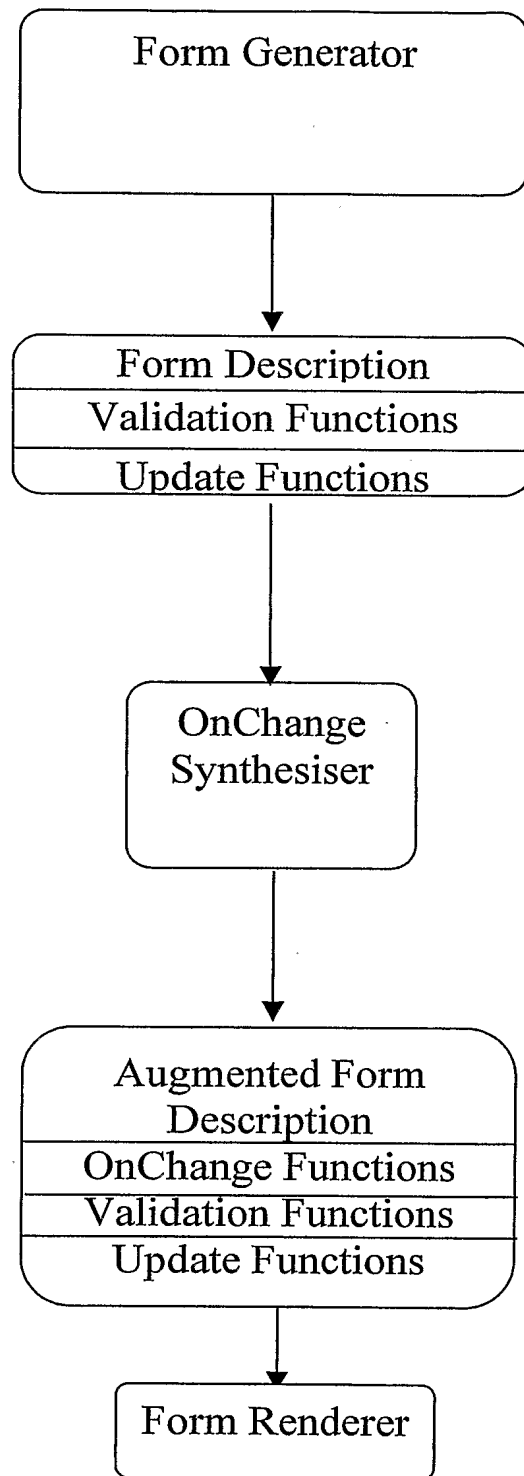 Form Generator
Form Description
Validation Functions
Update Functions
OnChange
Synthesiser
Augmented Form
Description
OnChange Functions
Validation Functions
Update Functions
Form Renderer